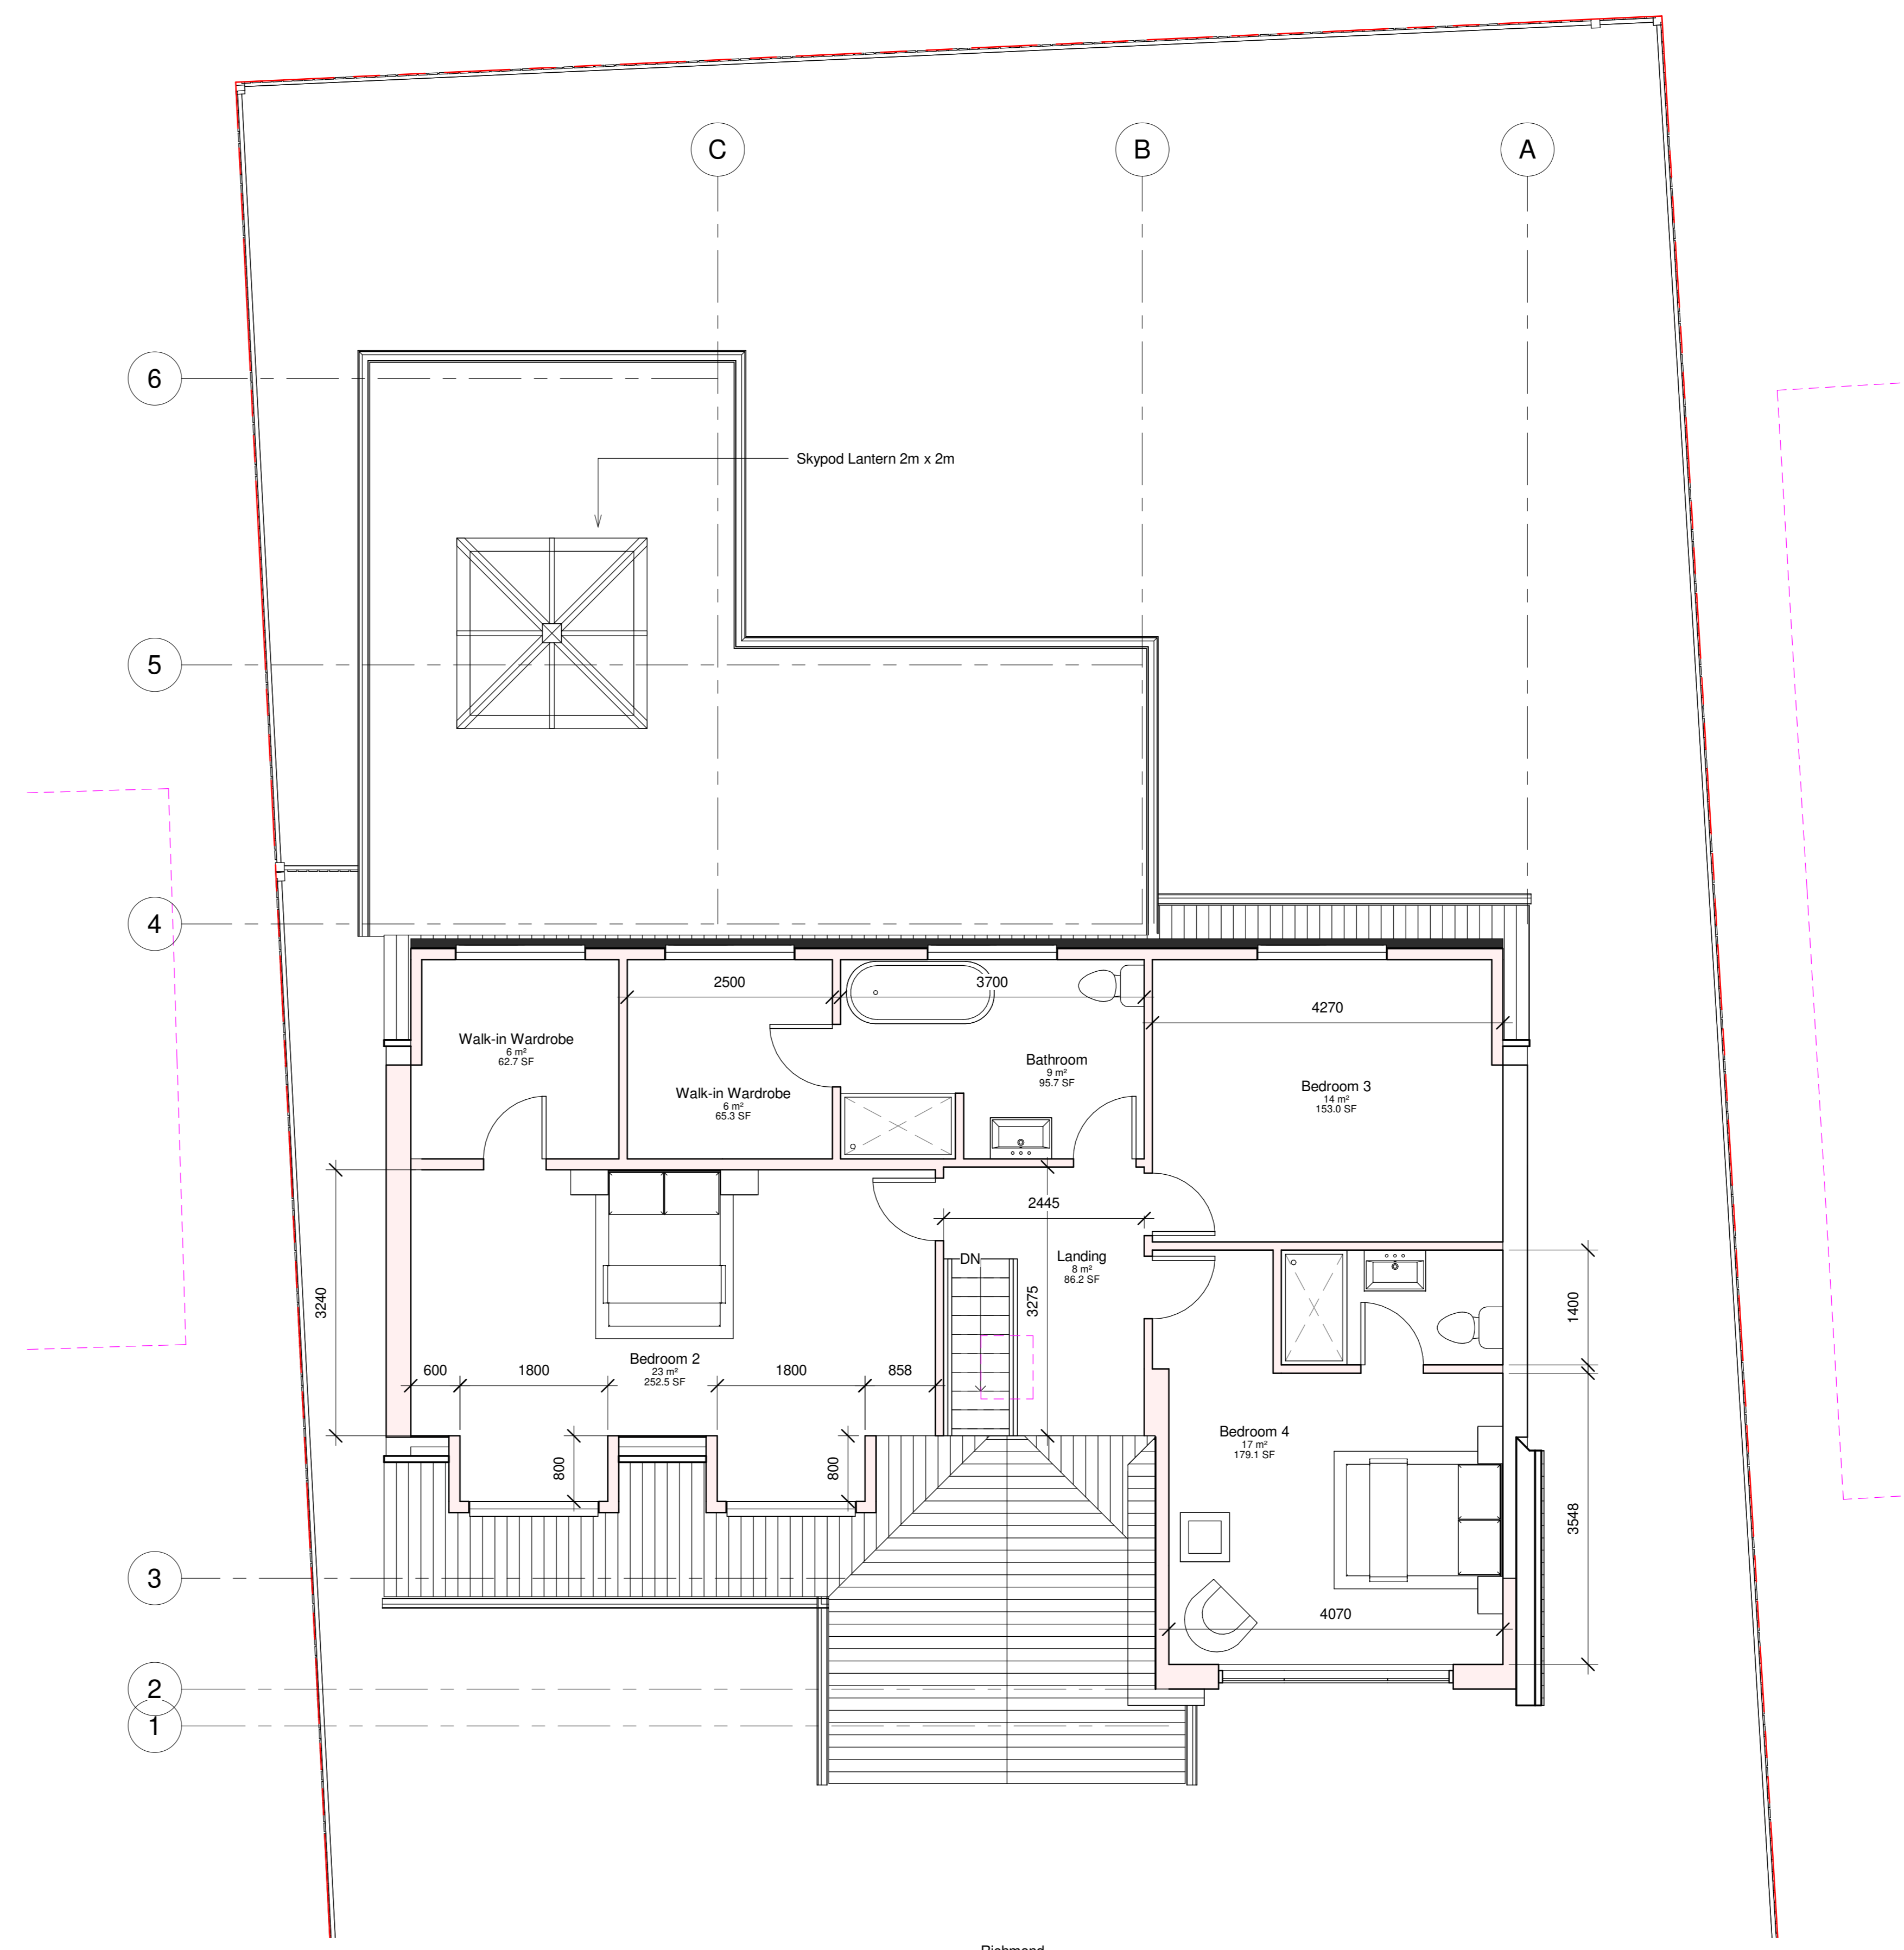 C
B
A
6
Skypod Lantern 2m x 2m
5
4
2500
3700
4270
Walk-in Wardrobe
6 m²
62.7 SF
Bathroom
9 m²
95.7 SF
Walk-in Wardrobe
6 m²
65.3 SF
Bedroom 3
14 m²
153.0 SF
2445
DN
Landing
8 m²
86.2 SF
3240
3275
1400
Bedroom 2
23 m²
252.5 SF
600
1800
1800
858
Bedroom 4
17 m²
179.1 SF
800
800
3548
3
4070
2
1